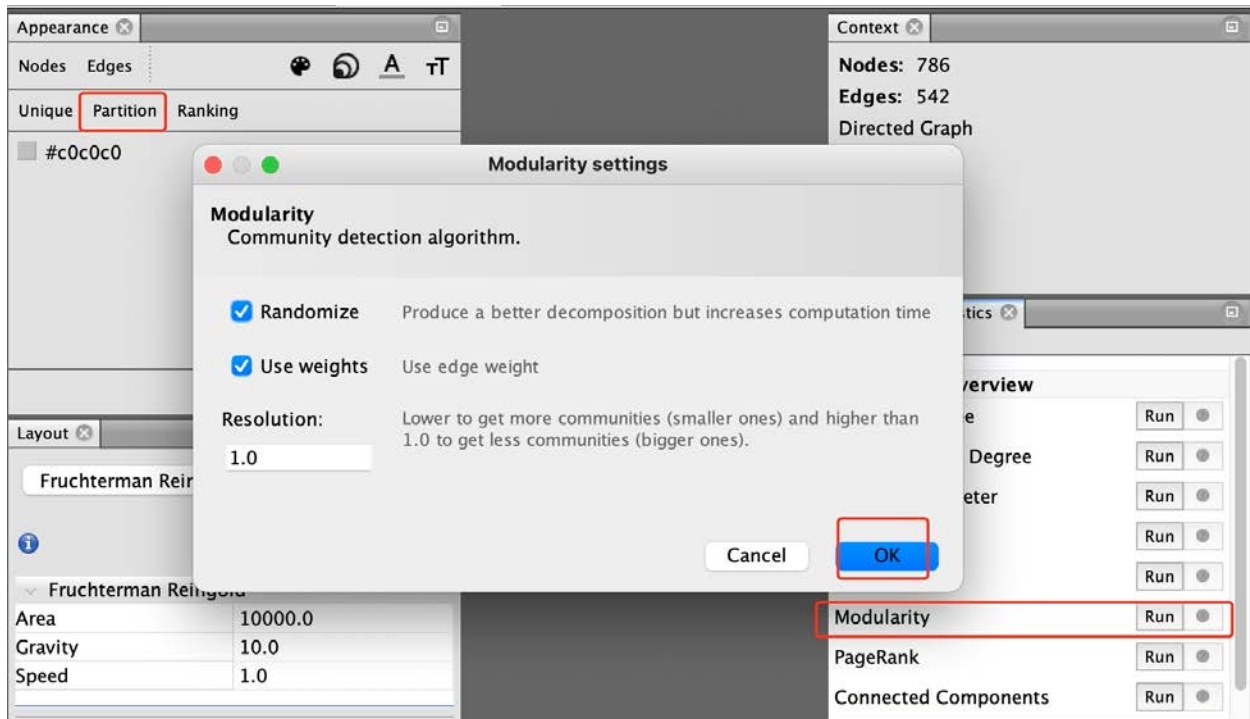 Appearance
Nodes Edges A TT
Unique Partition Ranking
#c0c0c0
Context
Nodes: 786
Edges: 542
Directed Graph
Modularity settings
Modularity
Community detection algorithm.
Randomize Produce a better decomposition but increases computation time
Use weights Use edge weight
Resolution: Lower to get more communities (smaller ones) and higher than
1.0 to get less communities (bigger ones).
1.0
Cancel OK
Layout
Fruchterman Rein
Fruchterman Reingold
Area 10000.0
Gravity 10.0
Speed 1.0
tics
verview
e Run
Degree Run
eter Run
Run
Run
Modularity Run
PageRank Run
Connected Components Run